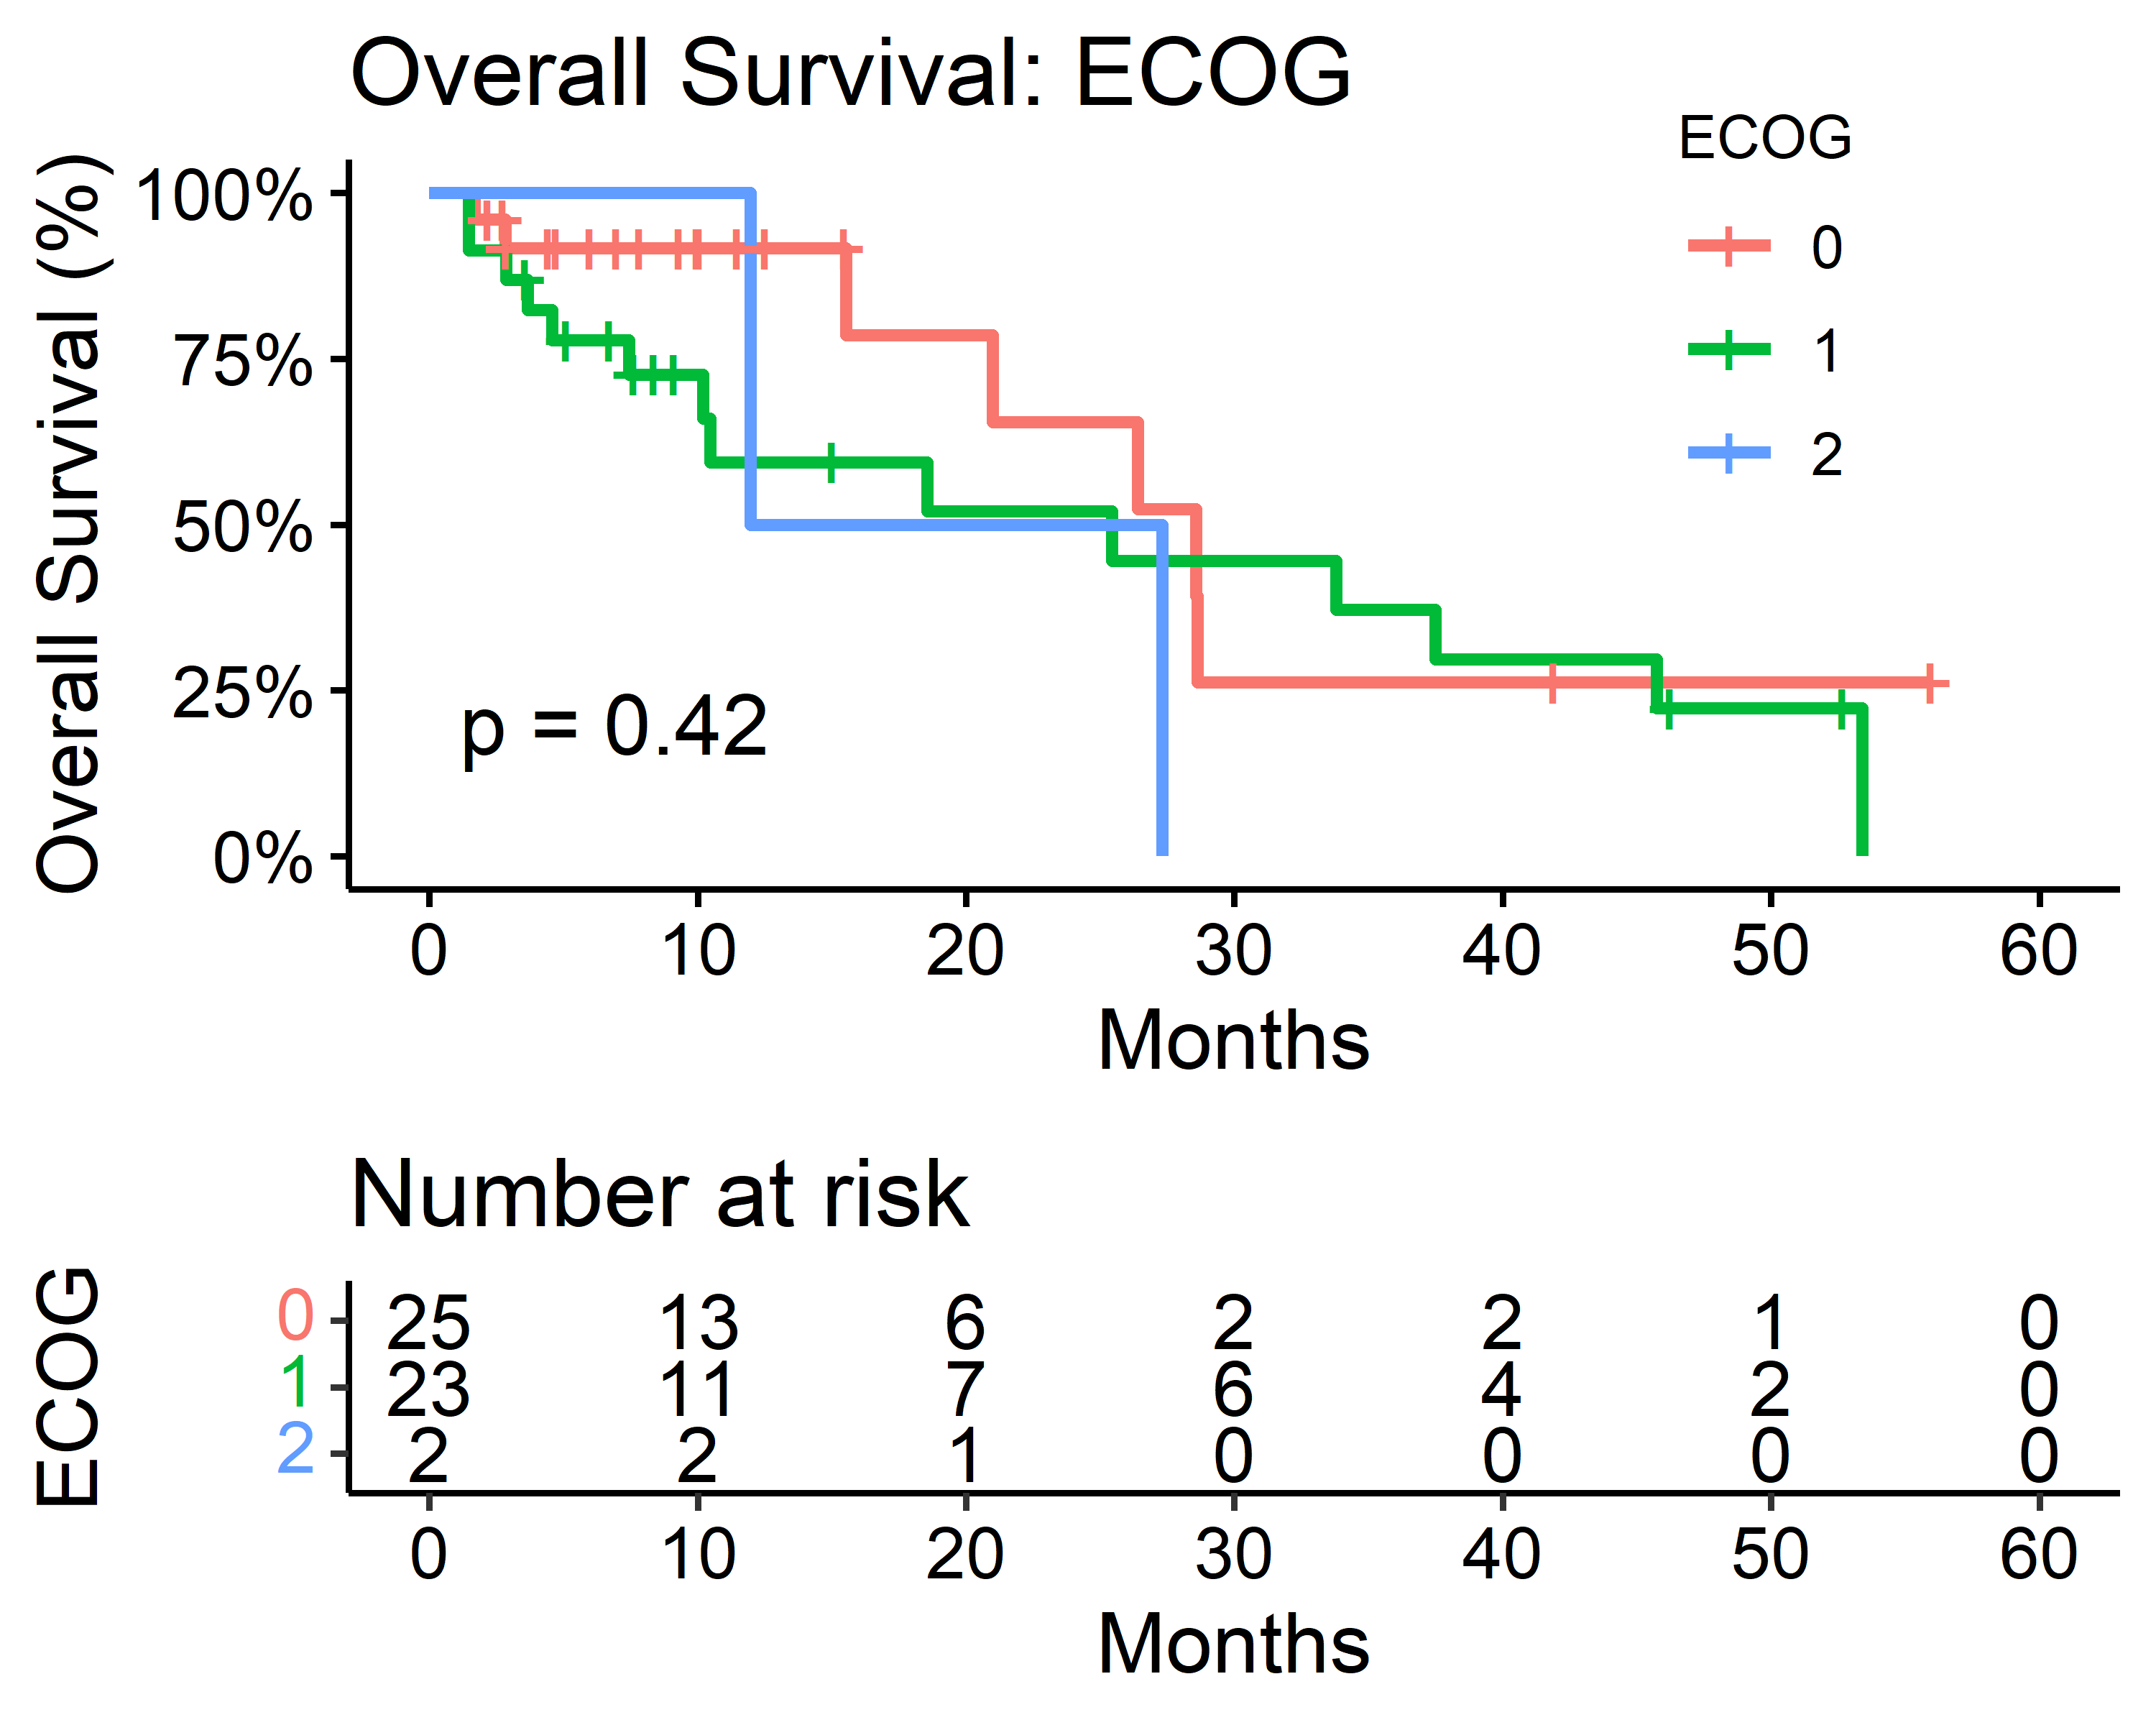 Overall Survival: ECOG
ECOG
0
1
2
Overall Survival (%)
100%
75%
50%
25%
0%
p = 0.42
0 10 20 30 40 50 60
Months
Number at risk
ECOG
0 25 13 6 2 2 1 0
1 23 11 7 6 4 2 0
2 2 2 1 0 0 0 0
0 10 20 30 40 50 60
Months